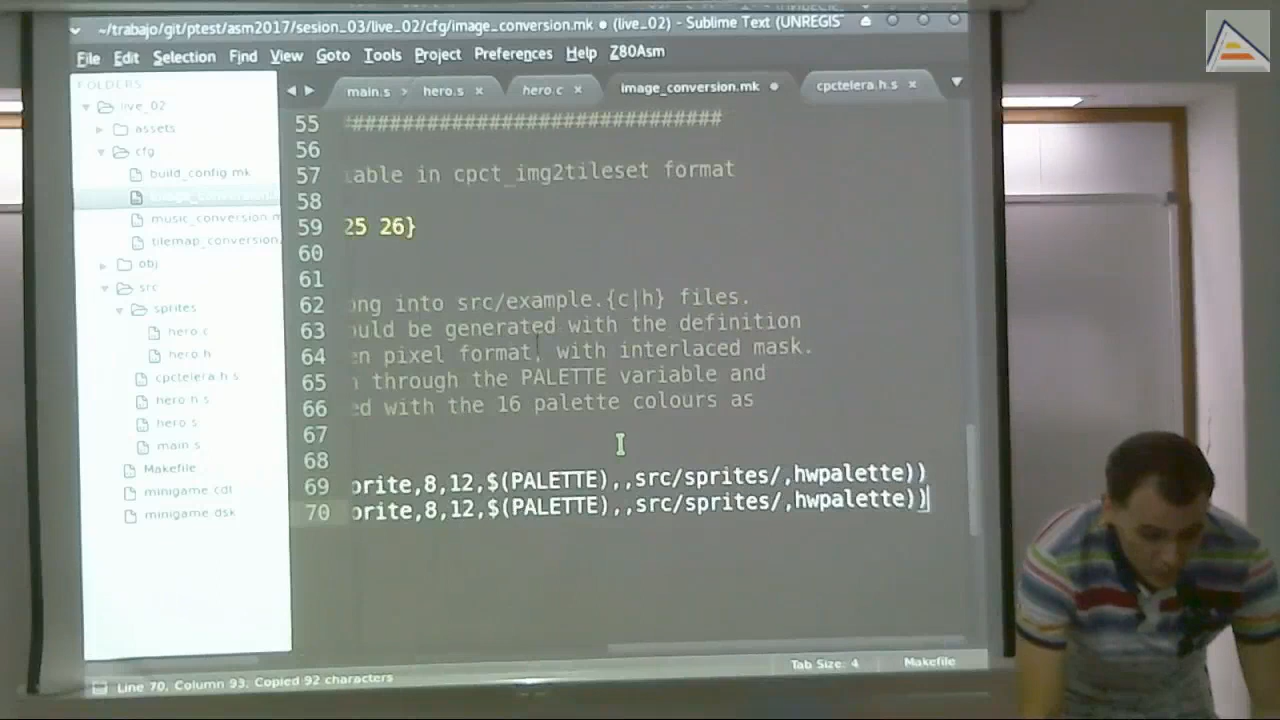 ~/trabajo/git/ptest/asm2017/sesion_03/live_02/cfg/image_conversion.mk • (live_02) - Sublime Text (UNREGIS
File Edit Selection Find View Goto Tools Project Preferences Help Z80Asm
FOLDERS
live_02
assets
cfg
build_config.mk
image_conversion.
music_conversion.m
tilemap_conversion.
obj
src
sprites
hero.c
hero.h
cpctelera.h.s
hero.h.s
hero.s
main.s
Makefile
minigame.cdt
minigame.dsk
main.s hero.s hero.c image_conversion.mk cpctelera.h.s
55 #############################
56
57 iable in cpct_img2tileset format
58
59 25 26}
60
61
62 ong into src/example.{c|h} files.
63 ould be generated with the definition
64 en pixel format, with interlaced mask.
65 n through the PALETTE variable and
66 ed with the 16 palette colours as
67
68
69 prite,8,12,$(PALETTE),,src/sprites/,hwpalette))
70 prite,8,12,$(PALETTE),,src/sprites/,hwpalette))
Line 70, Column 93, Copied 92 characters
Tab Size: 4
Makefile